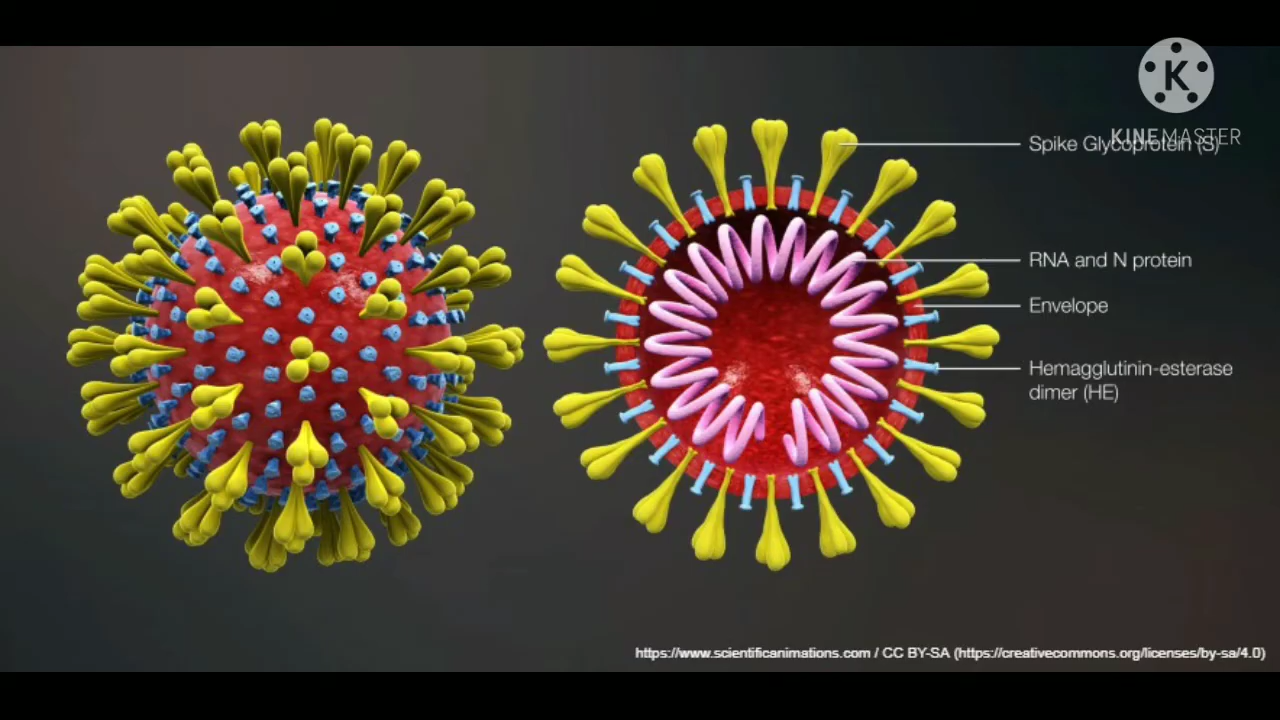 K
KINEMASTER
Spike Glycoprotein (S)
RNA and N protein
Envelope
Hemagglutinin-esterase
dimer (HE)
https://www.scientificanimations.com / CC BY-SA (https://creativecommons.org/licenses/by-sa/4.0)